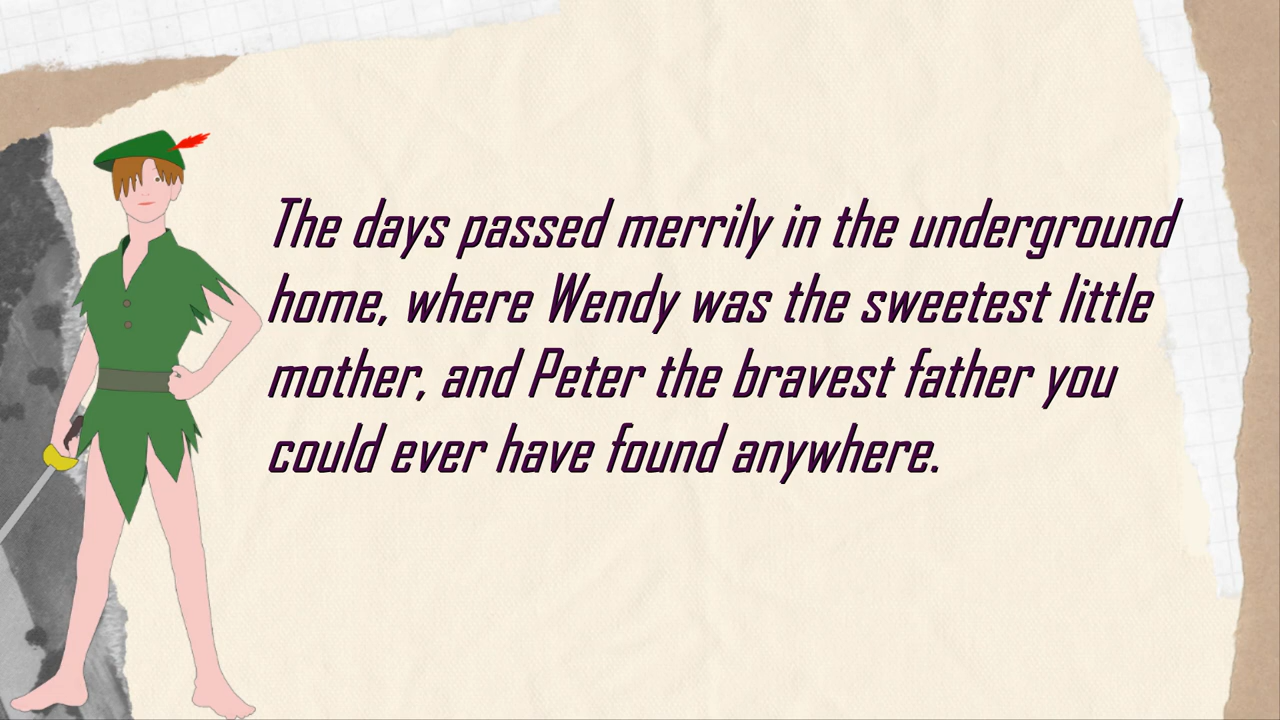 The days passed merrily in the underground
home, where Wendy was the sweetest little
mother, and Peter the bravest father you
could ever have found anywhere.